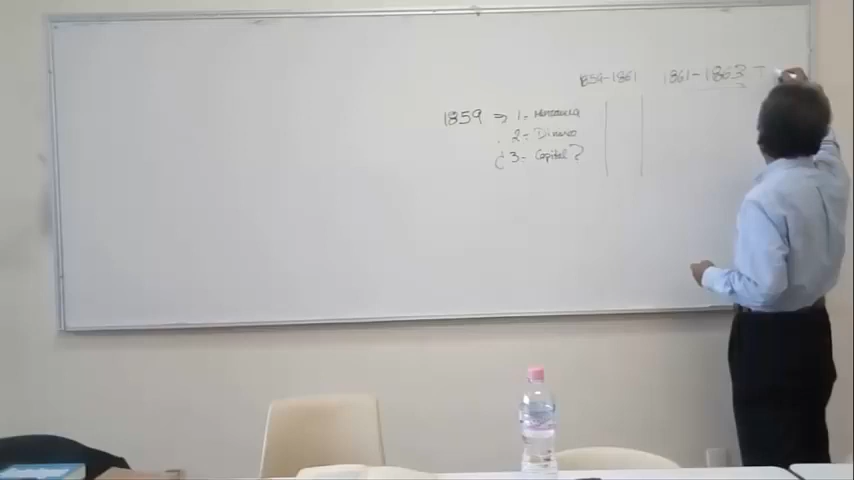 1859-1861 1861-1863 T
1859 => 1= Mercancía
2= Dinero
¿3= Capital?